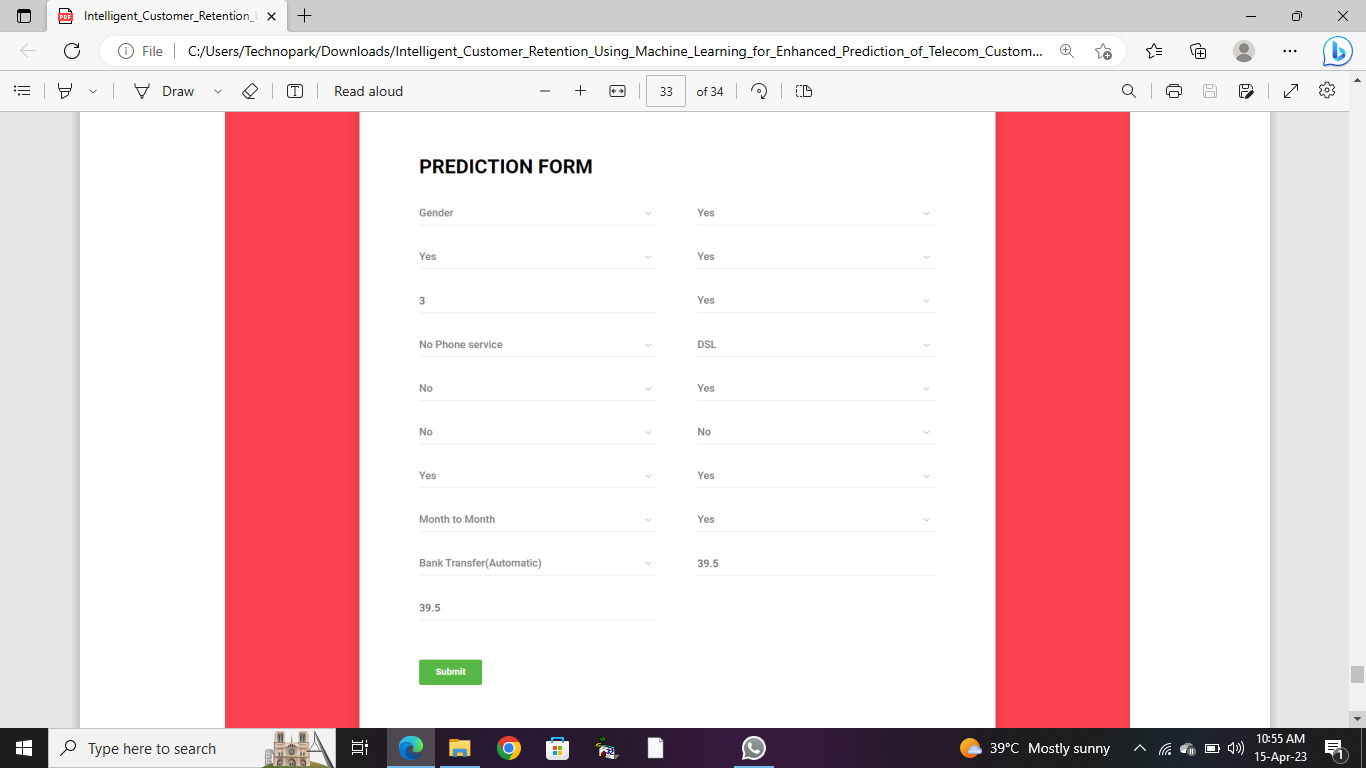 Intelligent_Customer_Retention_U
File
C:/Users/Technopark/Downloads/Intelligent_Customer_Retention_Using_Machine_Learning_for_Enhanced_Prediction_of_Telecom_Custom...
Draw
Read aloud
33 of 34
PREDICTION FORM
Gender Yes
Yes Yes
3 Yes
No Phone service DSL
No Yes
No No
Yes Yes
Month to Month Yes
Bank Transfer(Automatic) 39.5
39.5
Submit
Type here to search
39°C Mostly sunny
10:55 AM
15-Apr-23
1